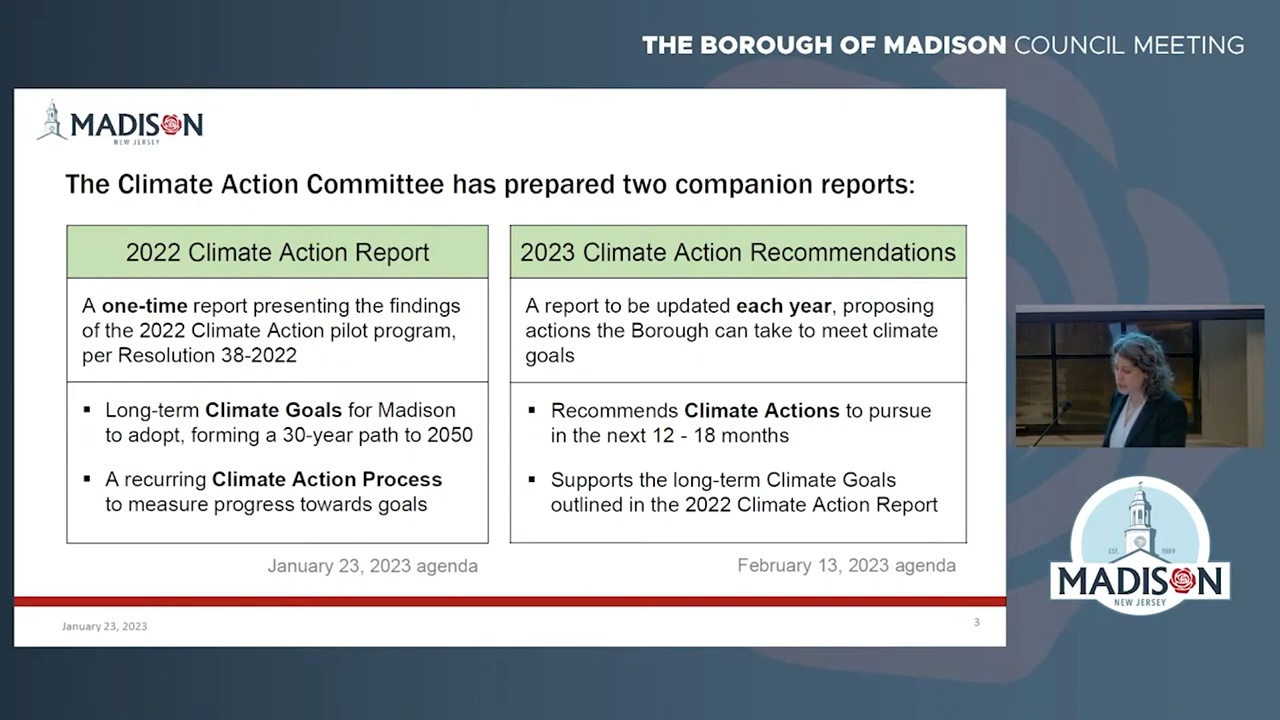 THE BOROUGH OF MADISON COUNCIL MEETING
MADISON
NEW JERSEY
The Climate Action Committee has prepared two companion reports:
2022 Climate Action Report
A one-time report presenting the findings
of the 2022 Climate Action pilot program,
per Resolution 38-2022
▪ Long-term Climate Goals for Madison
to adopt, forming a 30-year path to 2050
▪ A recurring Climate Action Process
to measure progress towards goals
January 23, 2023 agenda
2023 Climate Action Recommendations
A report to be updated each year, proposing
actions the Borough can take to meet climate
goals
▪ Recommends Climate Actions to pursue
in the next 12 - 18 months
▪ Supports the long-term Climate Goals
outlined in the 2022 Climate Action Report
February 13, 2023 agenda
January 23, 2023
3
EST. 1889
MADISON
NEW JERSEY